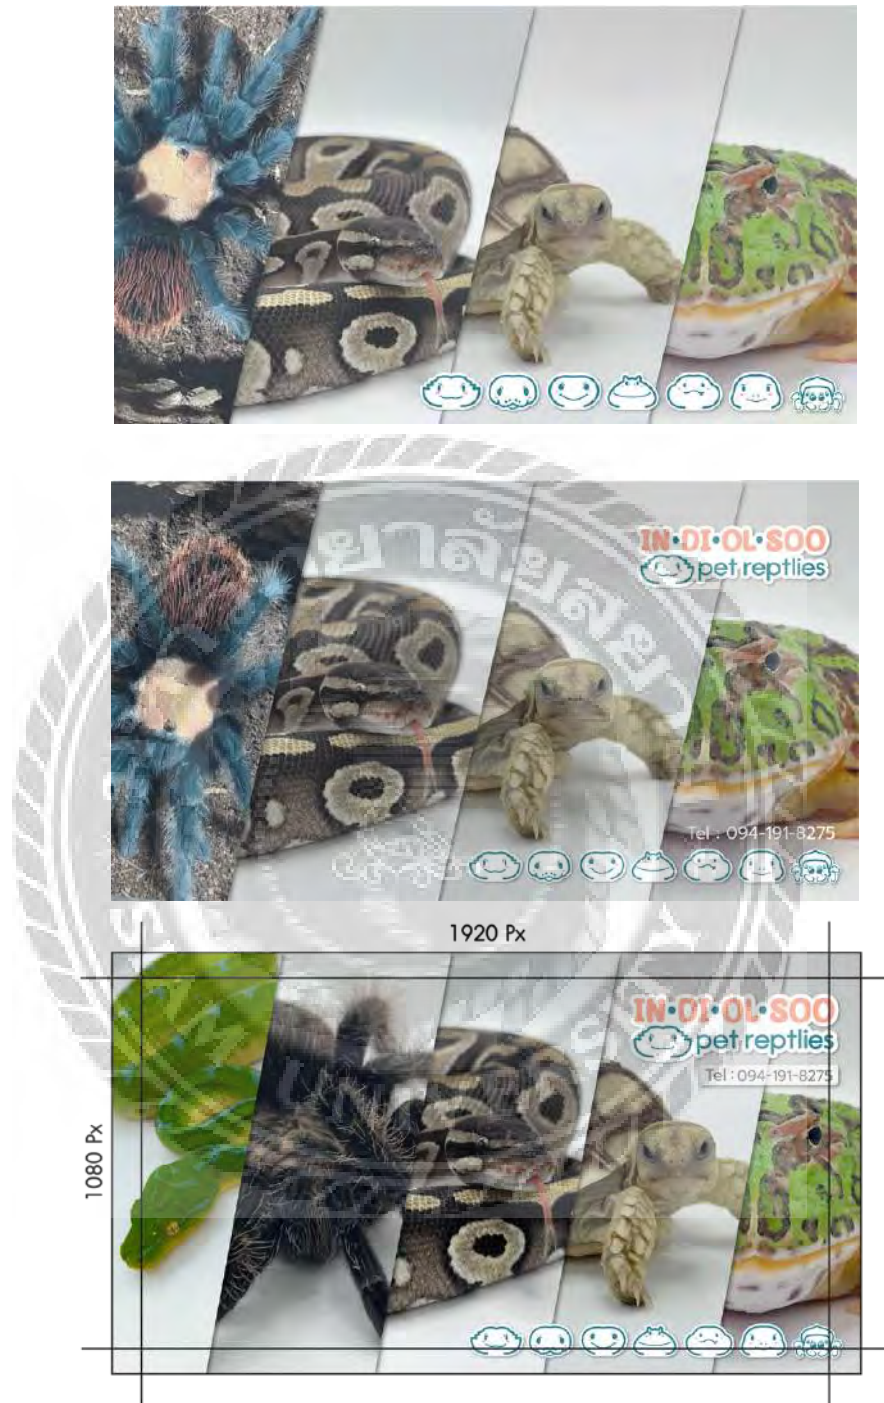 IN•DI•OL•SOO
pet reptlies
Tel : 094-191-8275
1920 Px
IN•DI•OL•SOO
pet reptlies
Tel : 094-191-8275
1080 Px